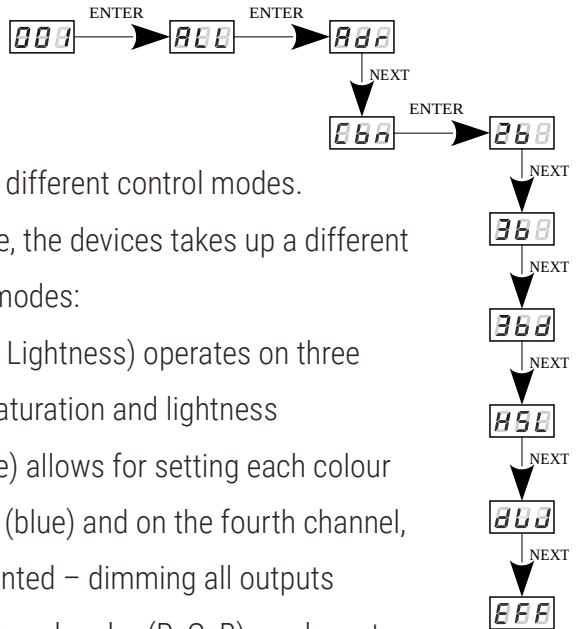 ENTER ENTER
001 ALL Adr
NEXT
ENTER
Cbn 2b
NEXT
different control modes.
3b
e, the devices takes up a different
NEXT
modes:
3bd
Lightness) operates on three
NEXT
aturation and lightness
HSL
e) allows for setting each colour
NEXT
(blue) and on the fourth channel,
NEXT
nted – dimming all outputs
EFF